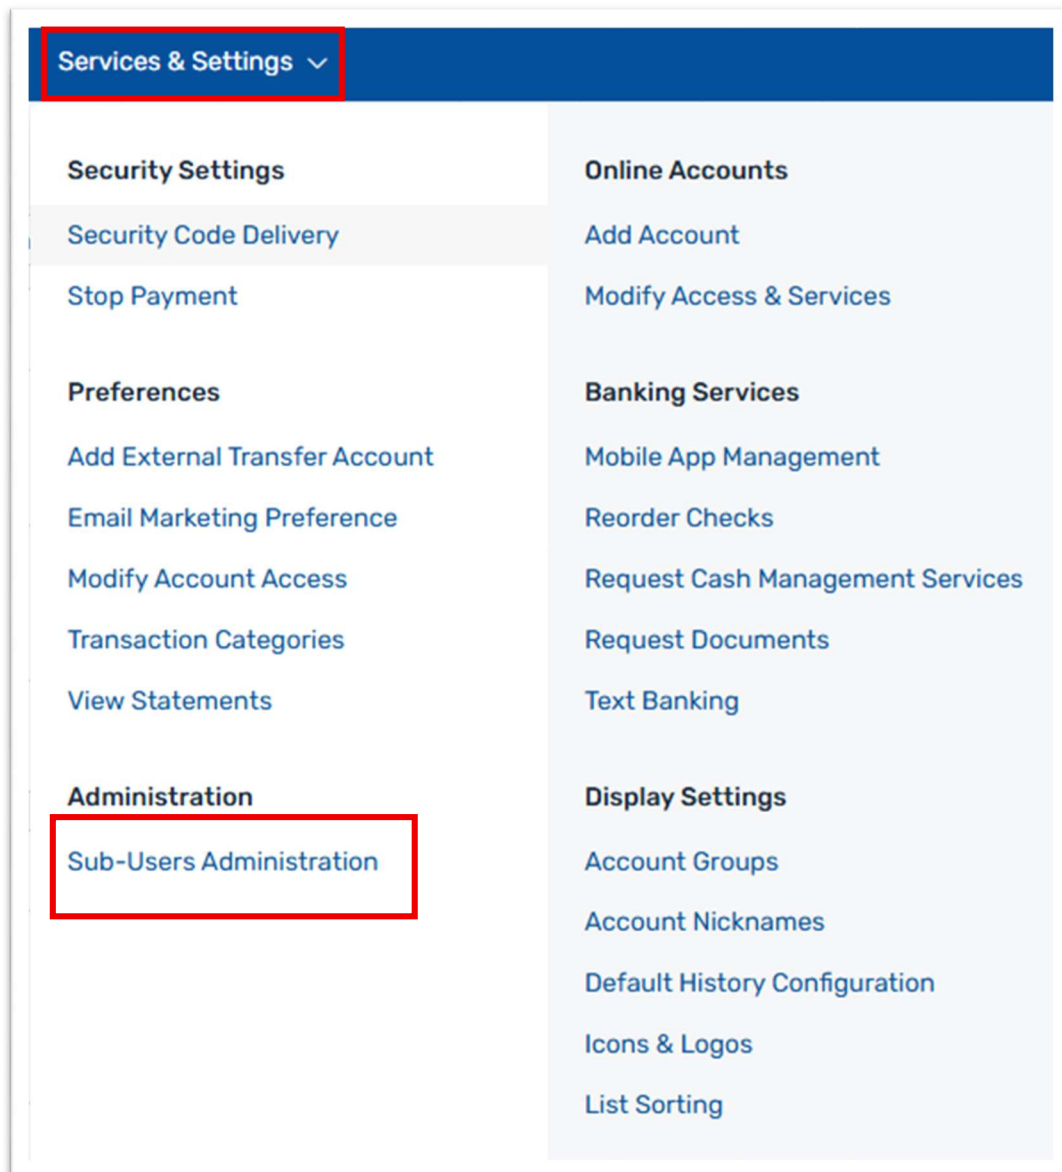 Services & Settings
Security Settings
Security Code Delivery
Stop Payment
Preferences
Add External Transfer Account
Email Marketing Preference
Modify Account Access
Transaction Categories
View Statements
Administration
Sub-Users Administration
Online Accounts
Add Account
Modify Access & Services
Banking Services
Mobile App Management
Reorder Checks
Request Cash Management Services
Request Documents
Text Banking
Display Settings
Account Groups
Account Nicknames
Default History Configuration
Icons & Logos
List Sorting